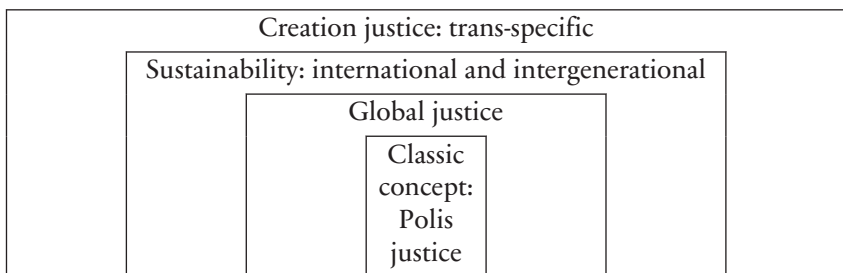 Creation justice: trans-specific
Sustainability: international and intergenerational
Global justice
Classic
concept:
Polis
justice